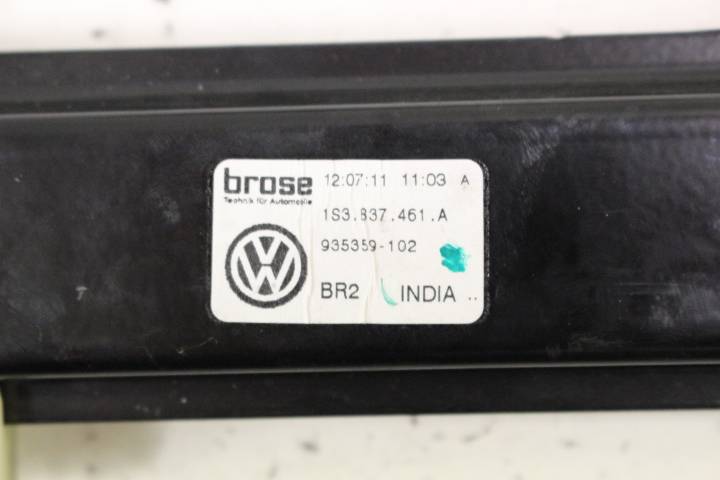 brose 12:07:11 11:03 A
Technik für Automobile
1S3.837.461.A
935359-102
BR2 INDIA ..